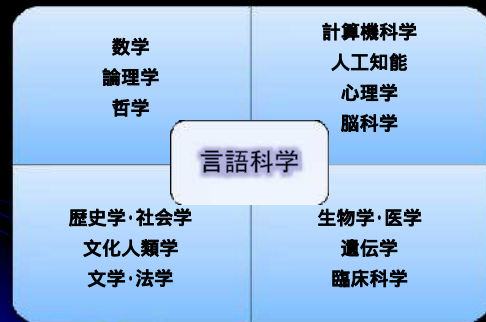 数学
論理学
哲学
計算機科学
人工知能
心理学
脳科学
言語科学
歴史学·社会学
文化人類学
文学·法学
生物学·医学
遺伝学
臨床科学